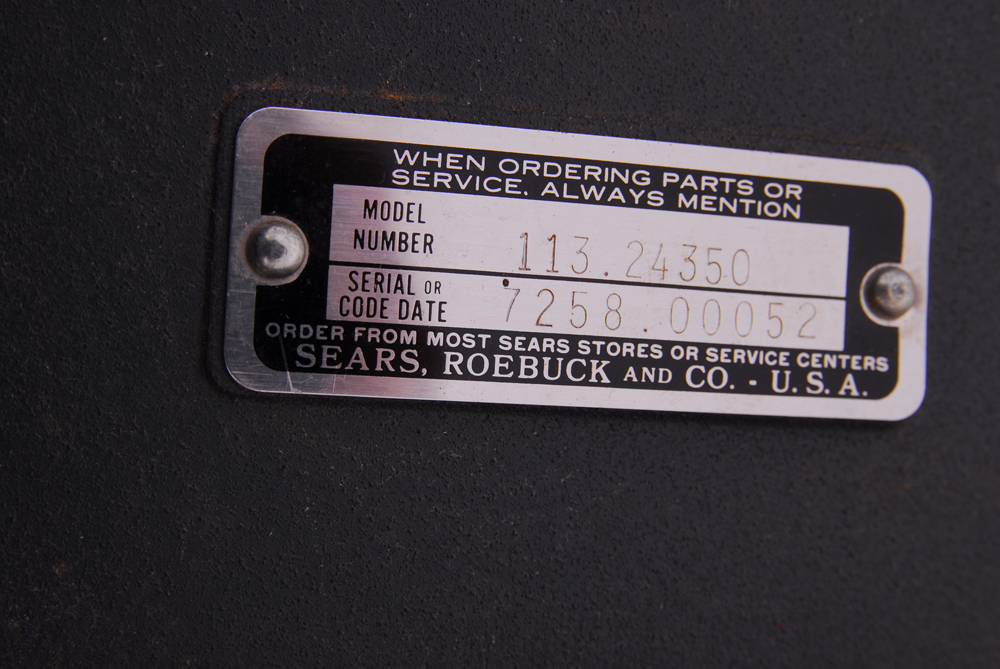 WHEN ORDERING PARTS OR
SERVICE. ALWAYS MENTION
MODEL
NUMBER 113.24350
SERIAL OR
CODE DATE 7258.00052
ORDER FROM MOST SEARS STORES OR SERVICE CENTERS
SEARS, ROEBUCK AND CO. - U.S.A.